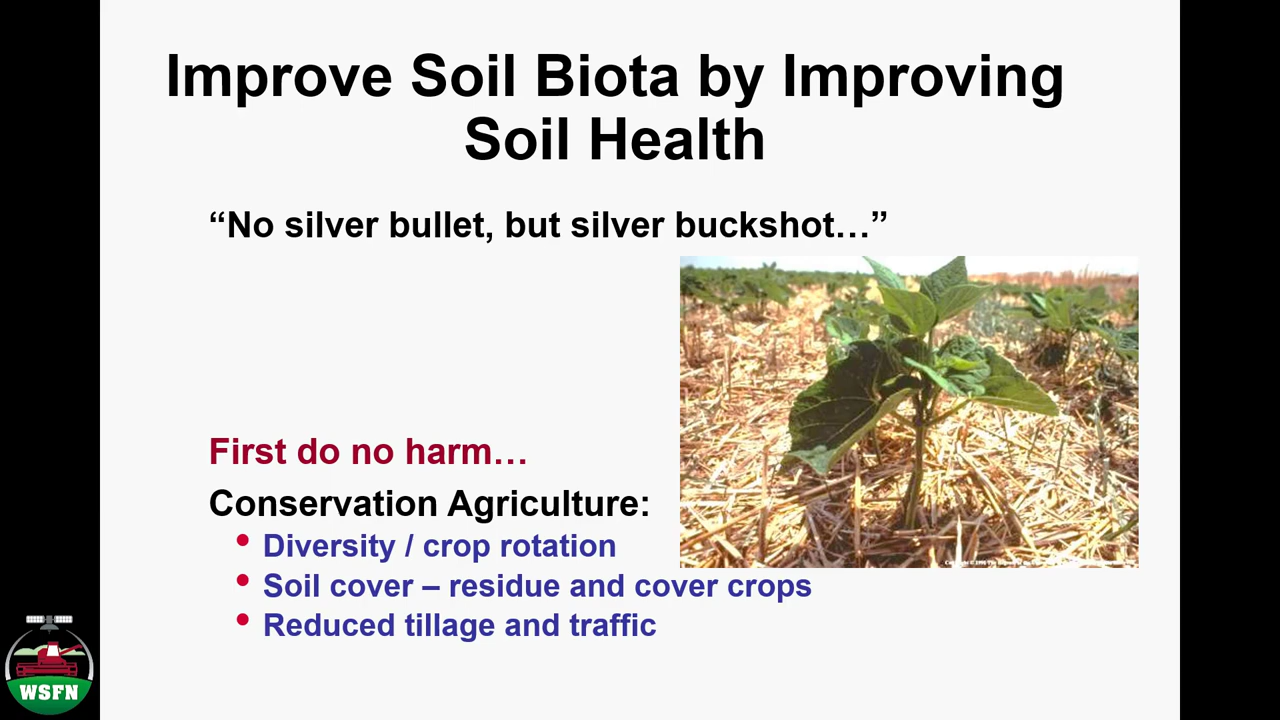 Improve Soil Biota by Improving
Soil Health
“No silver bullet, but silver buckshot…”
First do no harm…
Conservation Agriculture:
• Diversity / crop rotation
• Soil cover – residue and cover crops
• Reduced tillage and traffic
WSFN